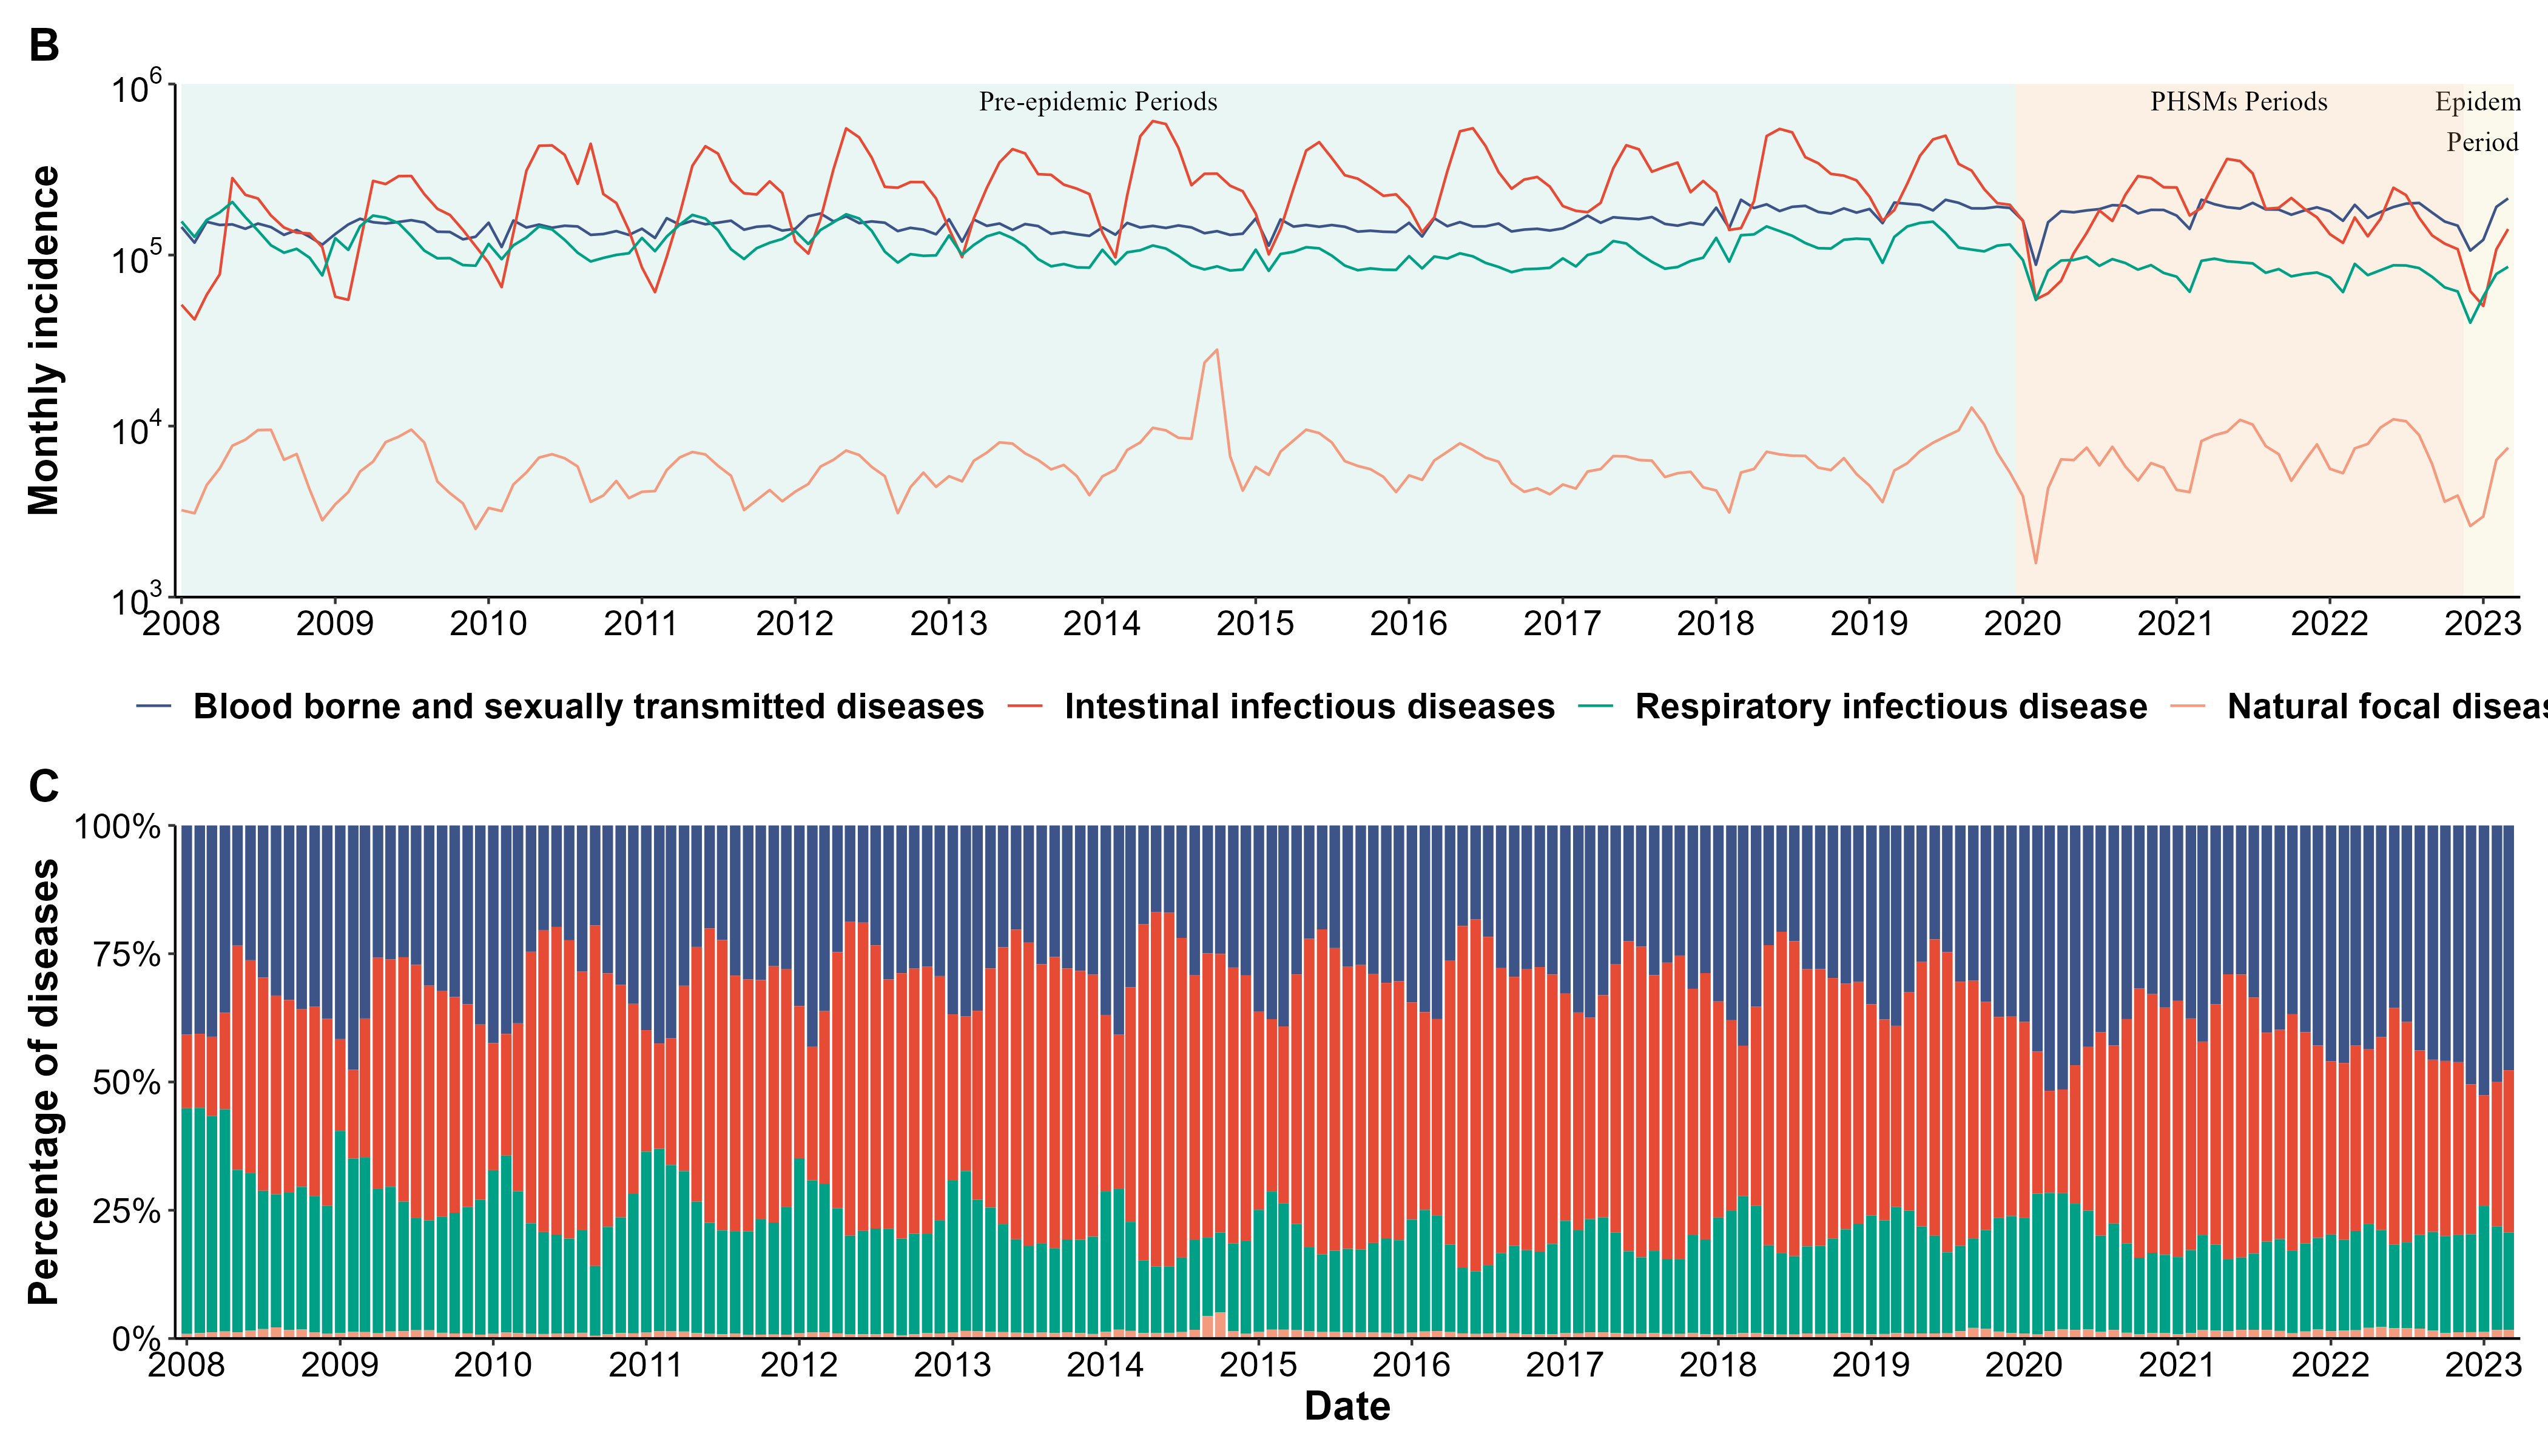 B
Monthly incidence
10^6
10^5
10^4
10^3
Pre-epidemic Periods
PHSMs Periods
Epidem
Period
2008 2009 2010 2011 2012 2013 2014 2015 2016 2017 2018 2019 2020 2021 2022 2023
Blood borne and sexually transmitted diseases Intestinal infectious diseases Respiratory infectious disease Natural focal diseas
C
Percentage of diseases
100%
75%
50%
25%
0%
2008 2009 2010 2011 2012 2013 2014 2015 2016 2017 2018 2019 2020 2021 2022 2023
Date